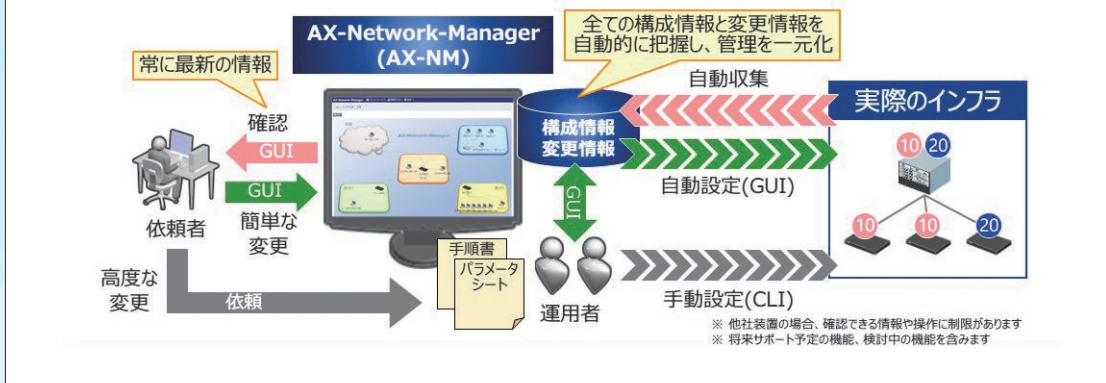 AX-Network-Manager
(AX-NM)
全ての構成情報と変更情報を
自動的に把握し、管理を一元化
常に最新の情報
自動収集
実際のインフラ
確認
GUI
AX-Network-Manager
構成情報
変更情報
10
20
GUI
自動設定(GUI)
GUI
依頼者
簡単な
変更
10
10
20
手順書
パラメータ
シート
高度な
変更
依頼
運用者
手動設定(CLI)
※ 他社装置の場合、確認できる情報や操作に制限があります
※ 将来サポート予定の機能、検討中の機能を含みます